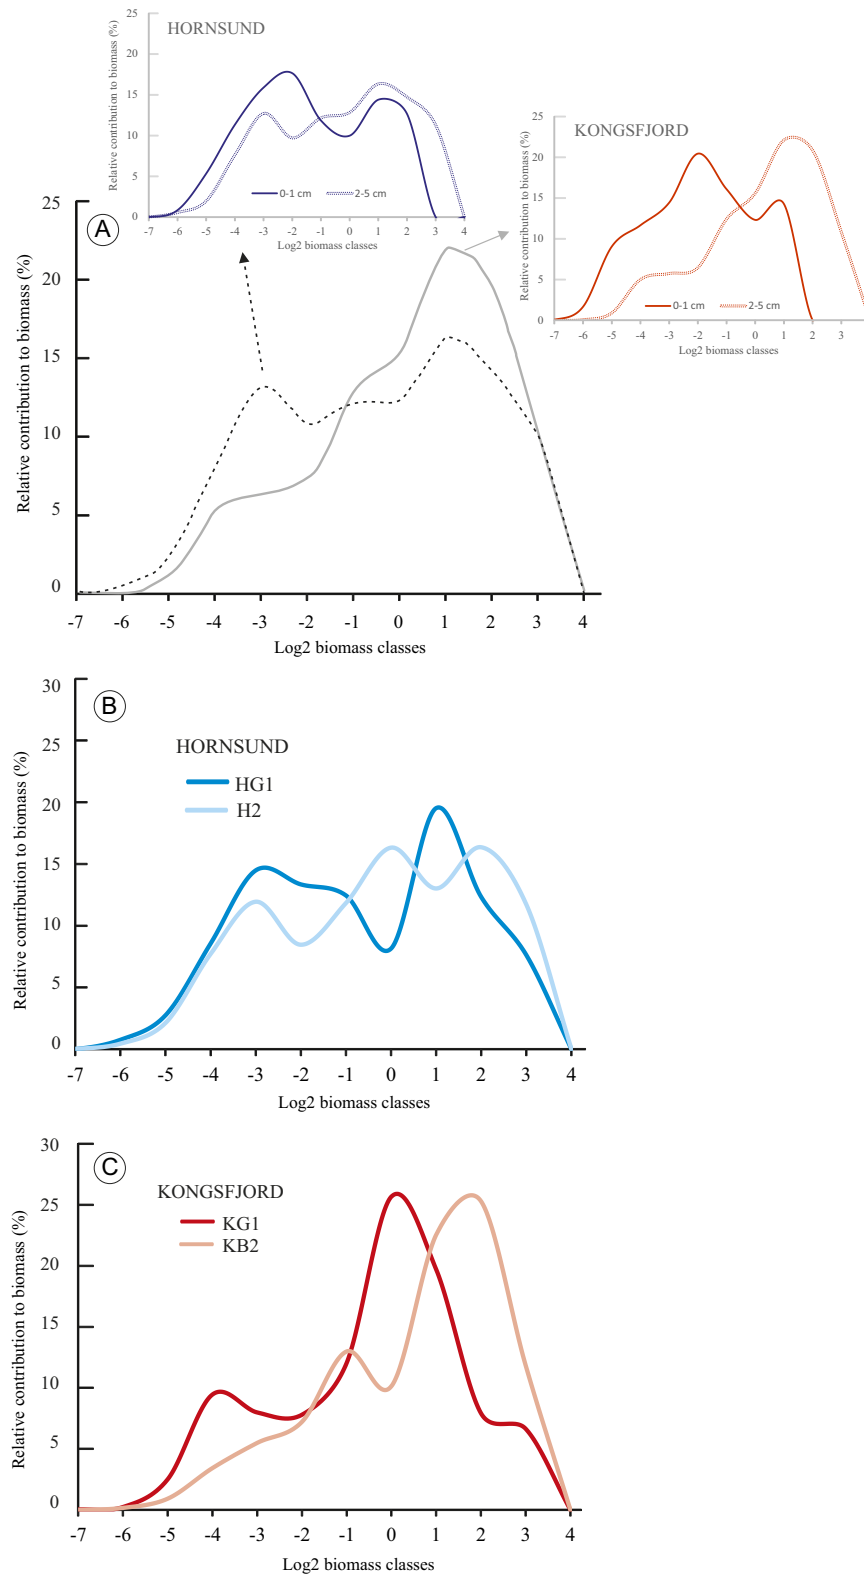 HORNSUND
Relative contribution to biomass (%)
25
20
15
10
5
0
0-1 cm
2-5 cm
-7 -6 -5 -4 -3 -2 -1 0 1 2 3 4
Log2 biomass classes
KONGSFJORD
Relative contribution to biomass (%)
25
20
15
10
5
0
0-1 cm
2-5 cm
-7 -6 -5 -4 -3 -2 -1 0 1 2 3
Log2 biomass classes
A
Relative contribution to biomass (%)
25
20
15
10
5
0
-7 -6 -5 -4 -3 -2 -1 0 1 2 3 4
Log2 biomass classes
B
HORNSUND
HG1
H2
Relative contribution to biomass (%)
30
25
20
15
10
5
0
-7 -6 -5 -4 -3 -2 -1 0 1 2 3 4
Log2 biomass classes
C
KONGSFJORD
KG1
KB2
Relative contribution to biomass (%)
30
25
20
15
10
5
0
-7 -6 -5 -4 -3 -2 -1 0 1 2 3 4
Log2 biomass classes